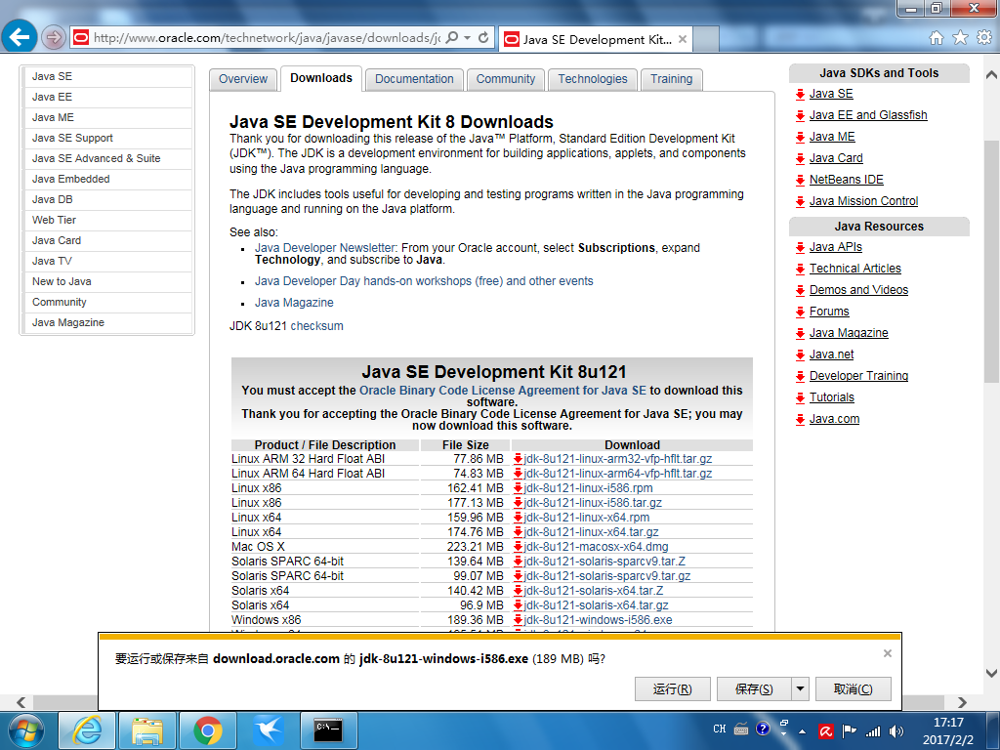 http://www.oracle.com/technetwork/java/javase/downloads/jc
Java SE Development Kit...
Java SE
Java EE
Java ME
Java SE Support
Java SE Advanced & Suite
Java Embedded
Java DB
Web Tier
Java Card
Java TV
New to Java
Community
Java Magazine
Overview
Downloads
Documentation
Community
Technologies
Training
Java SE Development Kit 8 Downloads
Thank you for downloading this release of the Java™ Platform, Standard Edition Development Kit
(JDK™). The JDK is a development environment for building applications, applets, and components
using the Java programming language.
The JDK includes tools useful for developing and testing programs written in the Java programming
language and running on the Java platform.
See also:
Java Developer Newsletter: From your Oracle account, select Subscriptions, expand
Technology, and subscribe to Java.
Java Developer Day hands-on workshops (free) and other events
Java Magazine
JDK 8u121 checksum
Java SE Development Kit 8u121
You must accept the Oracle Binary Code License Agreement for Java SE to download this
software.
Thank you for accepting the Oracle Binary Code License Agreement for Java SE; you may
now download this software.
Product / File Description File Size Download
Linux ARM 32 Hard Float ABI 77.86 MB jdk-8u121-linux-arm32-vfp-hflt.tar.gz
Linux ARM 64 Hard Float ABI 74.83 MB jdk-8u121-linux-arm64-vfp-hflt.tar.gz
Linux x86 162.41 MB jdk-8u121-linux-i586.rpm
Linux x86 177.13 MB jdk-8u121-linux-i586.tar.gz
Linux x64 159.96 MB jdk-8u121-linux-x64.rpm
Linux x64 174.76 MB jdk-8u121-linux-x64.tar.gz
Mac OS X 223.21 MB jdk-8u121-macosx-x64.dmg
Solaris SPARC 64-bit 139.64 MB jdk-8u121-solaris-sparcv9.tar.Z
Solaris SPARC 64-bit 99.07 MB jdk-8u121-solaris-sparcv9.tar.gz
Solaris x64 140.42 MB jdk-8u121-solaris-x64.tar.Z
Solaris x64 96.9 MB jdk-8u121-solaris-x64.tar.gz
Windows x86 189.36 MB jdk-8u121-windows-i586.exe
Java SDKs and Tools
Java SE
Java EE and Glassfish
Java ME
Java Card
NetBeans IDE
Java Mission Control
Java Resources
Java APIs
Technical Articles
Demos and Videos
Forums
Java Magazine
Java.net
Developer Training
Tutorials
Java.com
要运行或保存来自 download.oracle.com 的 jdk-8u121-windows-i586.exe (189 MB) 吗?
运行(R)
保存(S)
取消(C)
C:\_
CH
17:17
2017/2/2